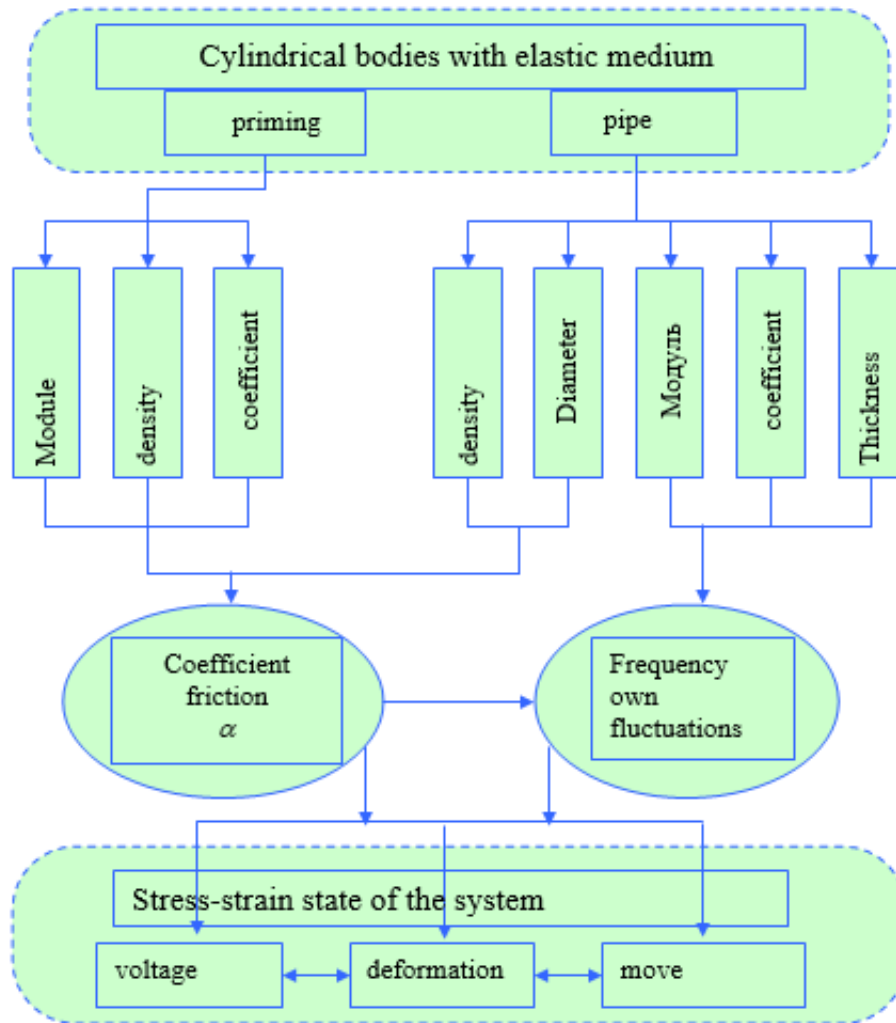 Cylindrical bodies with elastic medium
priming
pipe
Module
density
coefficient
density
Diameter
Модуль
coefficient
Thickness
Coefficient
friction
α
Frequency
own
fluctuations
Stress-strain state of the system
voltage
deformation
move